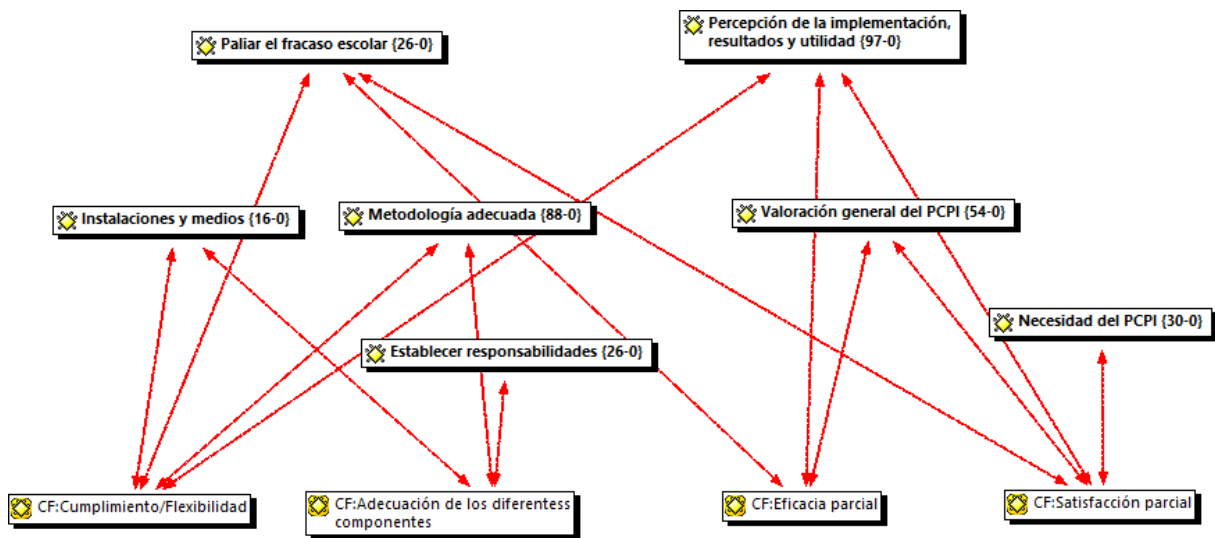 Paliar el fracaso escolar {26-0}
Percepción de la implementación,
resultados y utilidad {97-0}
Instalaciones y medios {16-0}
Metodología adecuada {88-0}
Valoración general del PCPI {54-0}
Necesidad del PCPI {30-0}
Establecer responsabilidades {26-0}
CF:Cumplimiento/Flexibilidad
CF:Adecuación de los diferentess
componentes
CF:Eficacia parcial
CF:Satisfacción parcial